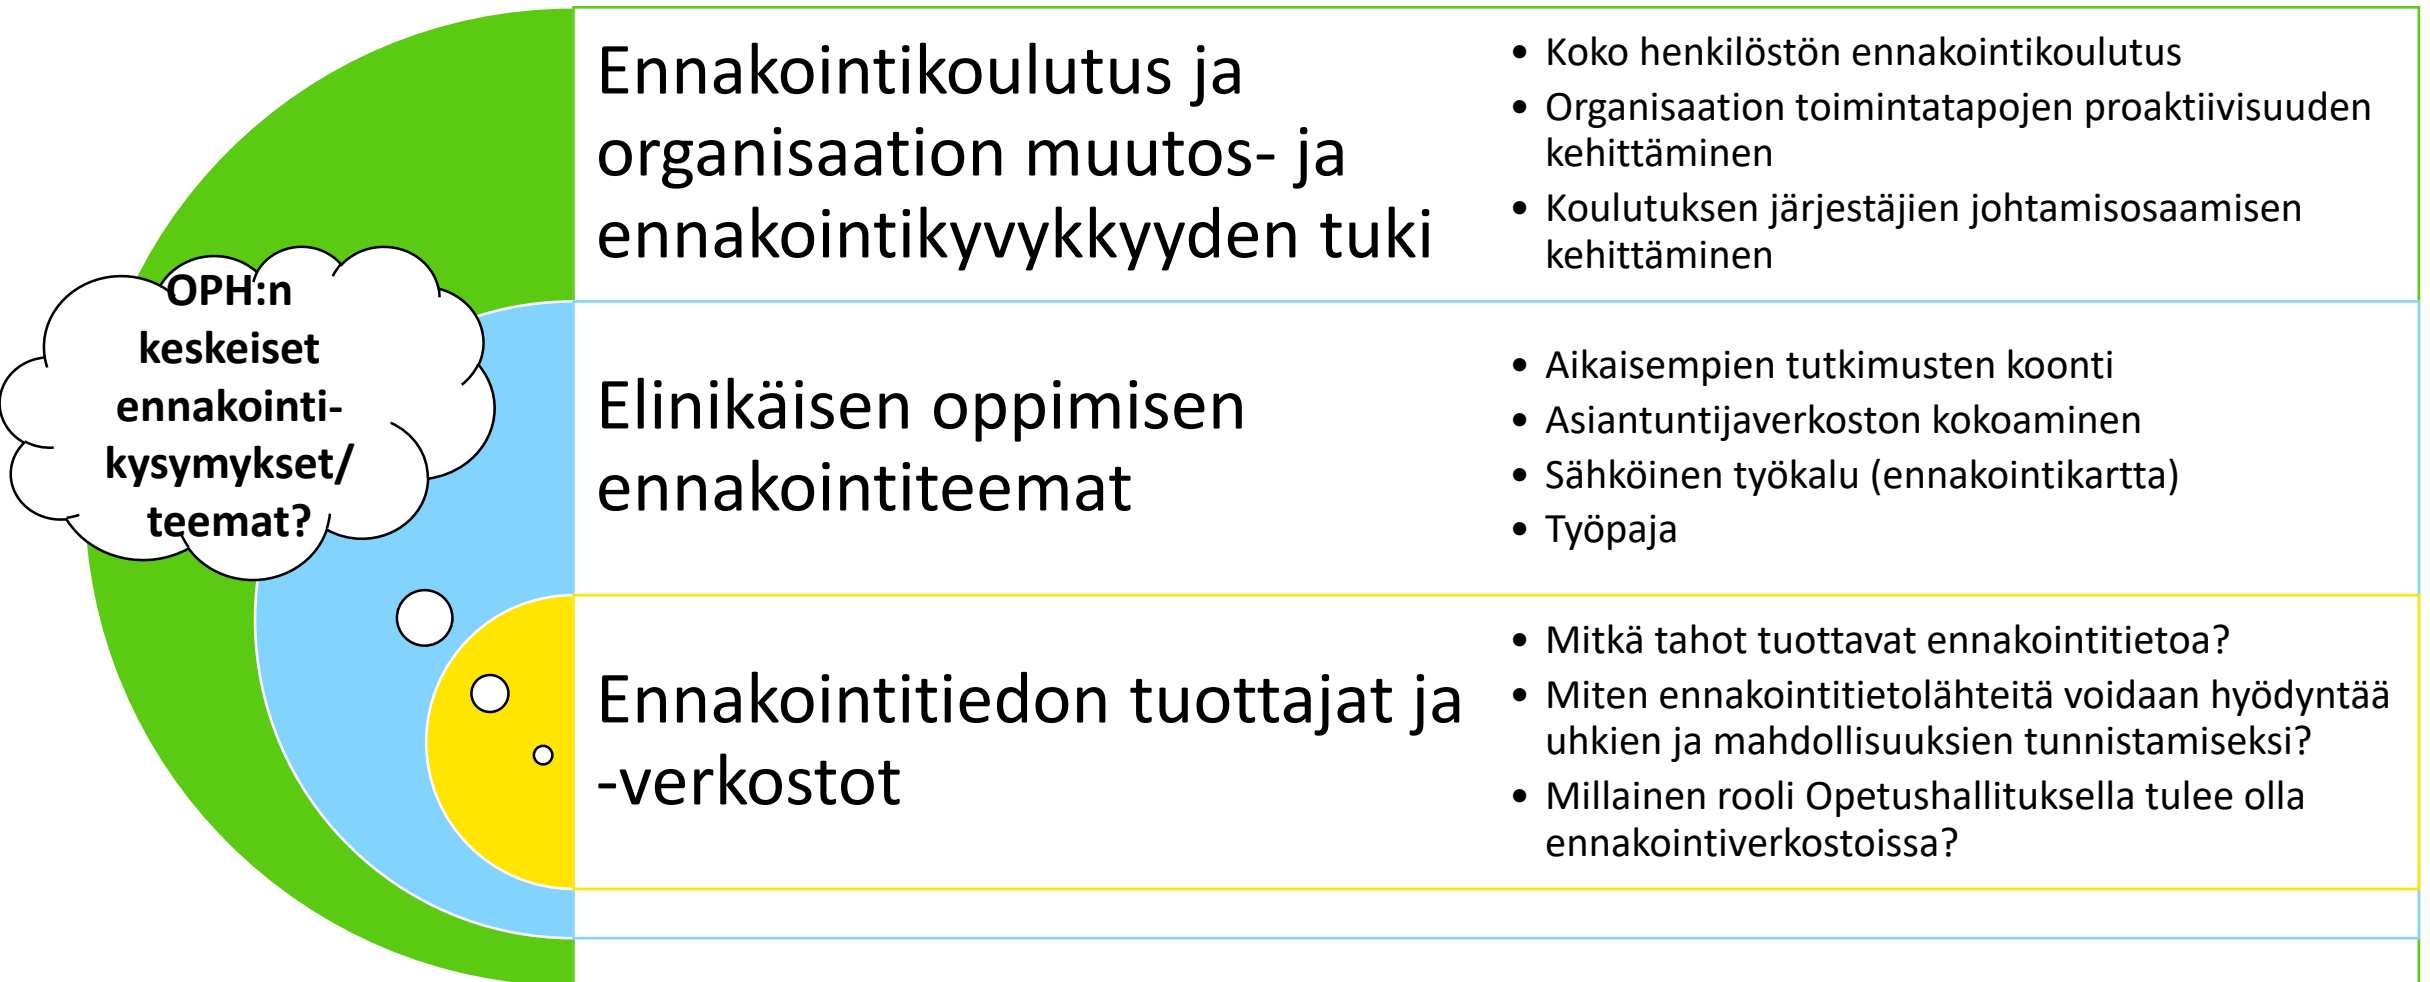 OPH:n
keskeiset
ennakointi-
kysymykset/
teemat?
Ennakointikoulutus ja
organisaation muutos- ja
ennakointikyvykkyyden tuki
• Koko henkilöstön ennakointikoulutus
• Organisaation toimintatapojen proaktiivisuuden
kehittäminen
• Koulutuksen järjestäjien johtamisosaamisen
kehittäminen
Elinikäisen oppimisen
ennakointiteemat
• Aikaisempien tutkimusten koonti
• Asiantuntijaverkoston kokoaminen
• Sähköinen työkalu (ennakointikartta)
• Työpaja
Ennakointitiedon tuottajat ja
-verkostot
• Mitkä tahot tuottavat ennakointitietoa?
• Miten ennakointitietolähteitä voidaan hyödyntää
uhkien ja mahdollisuuksien tunnistamiseksi?
• Millainen rooli Opetushallituksella tulee olla
ennakointiverkostoissa?